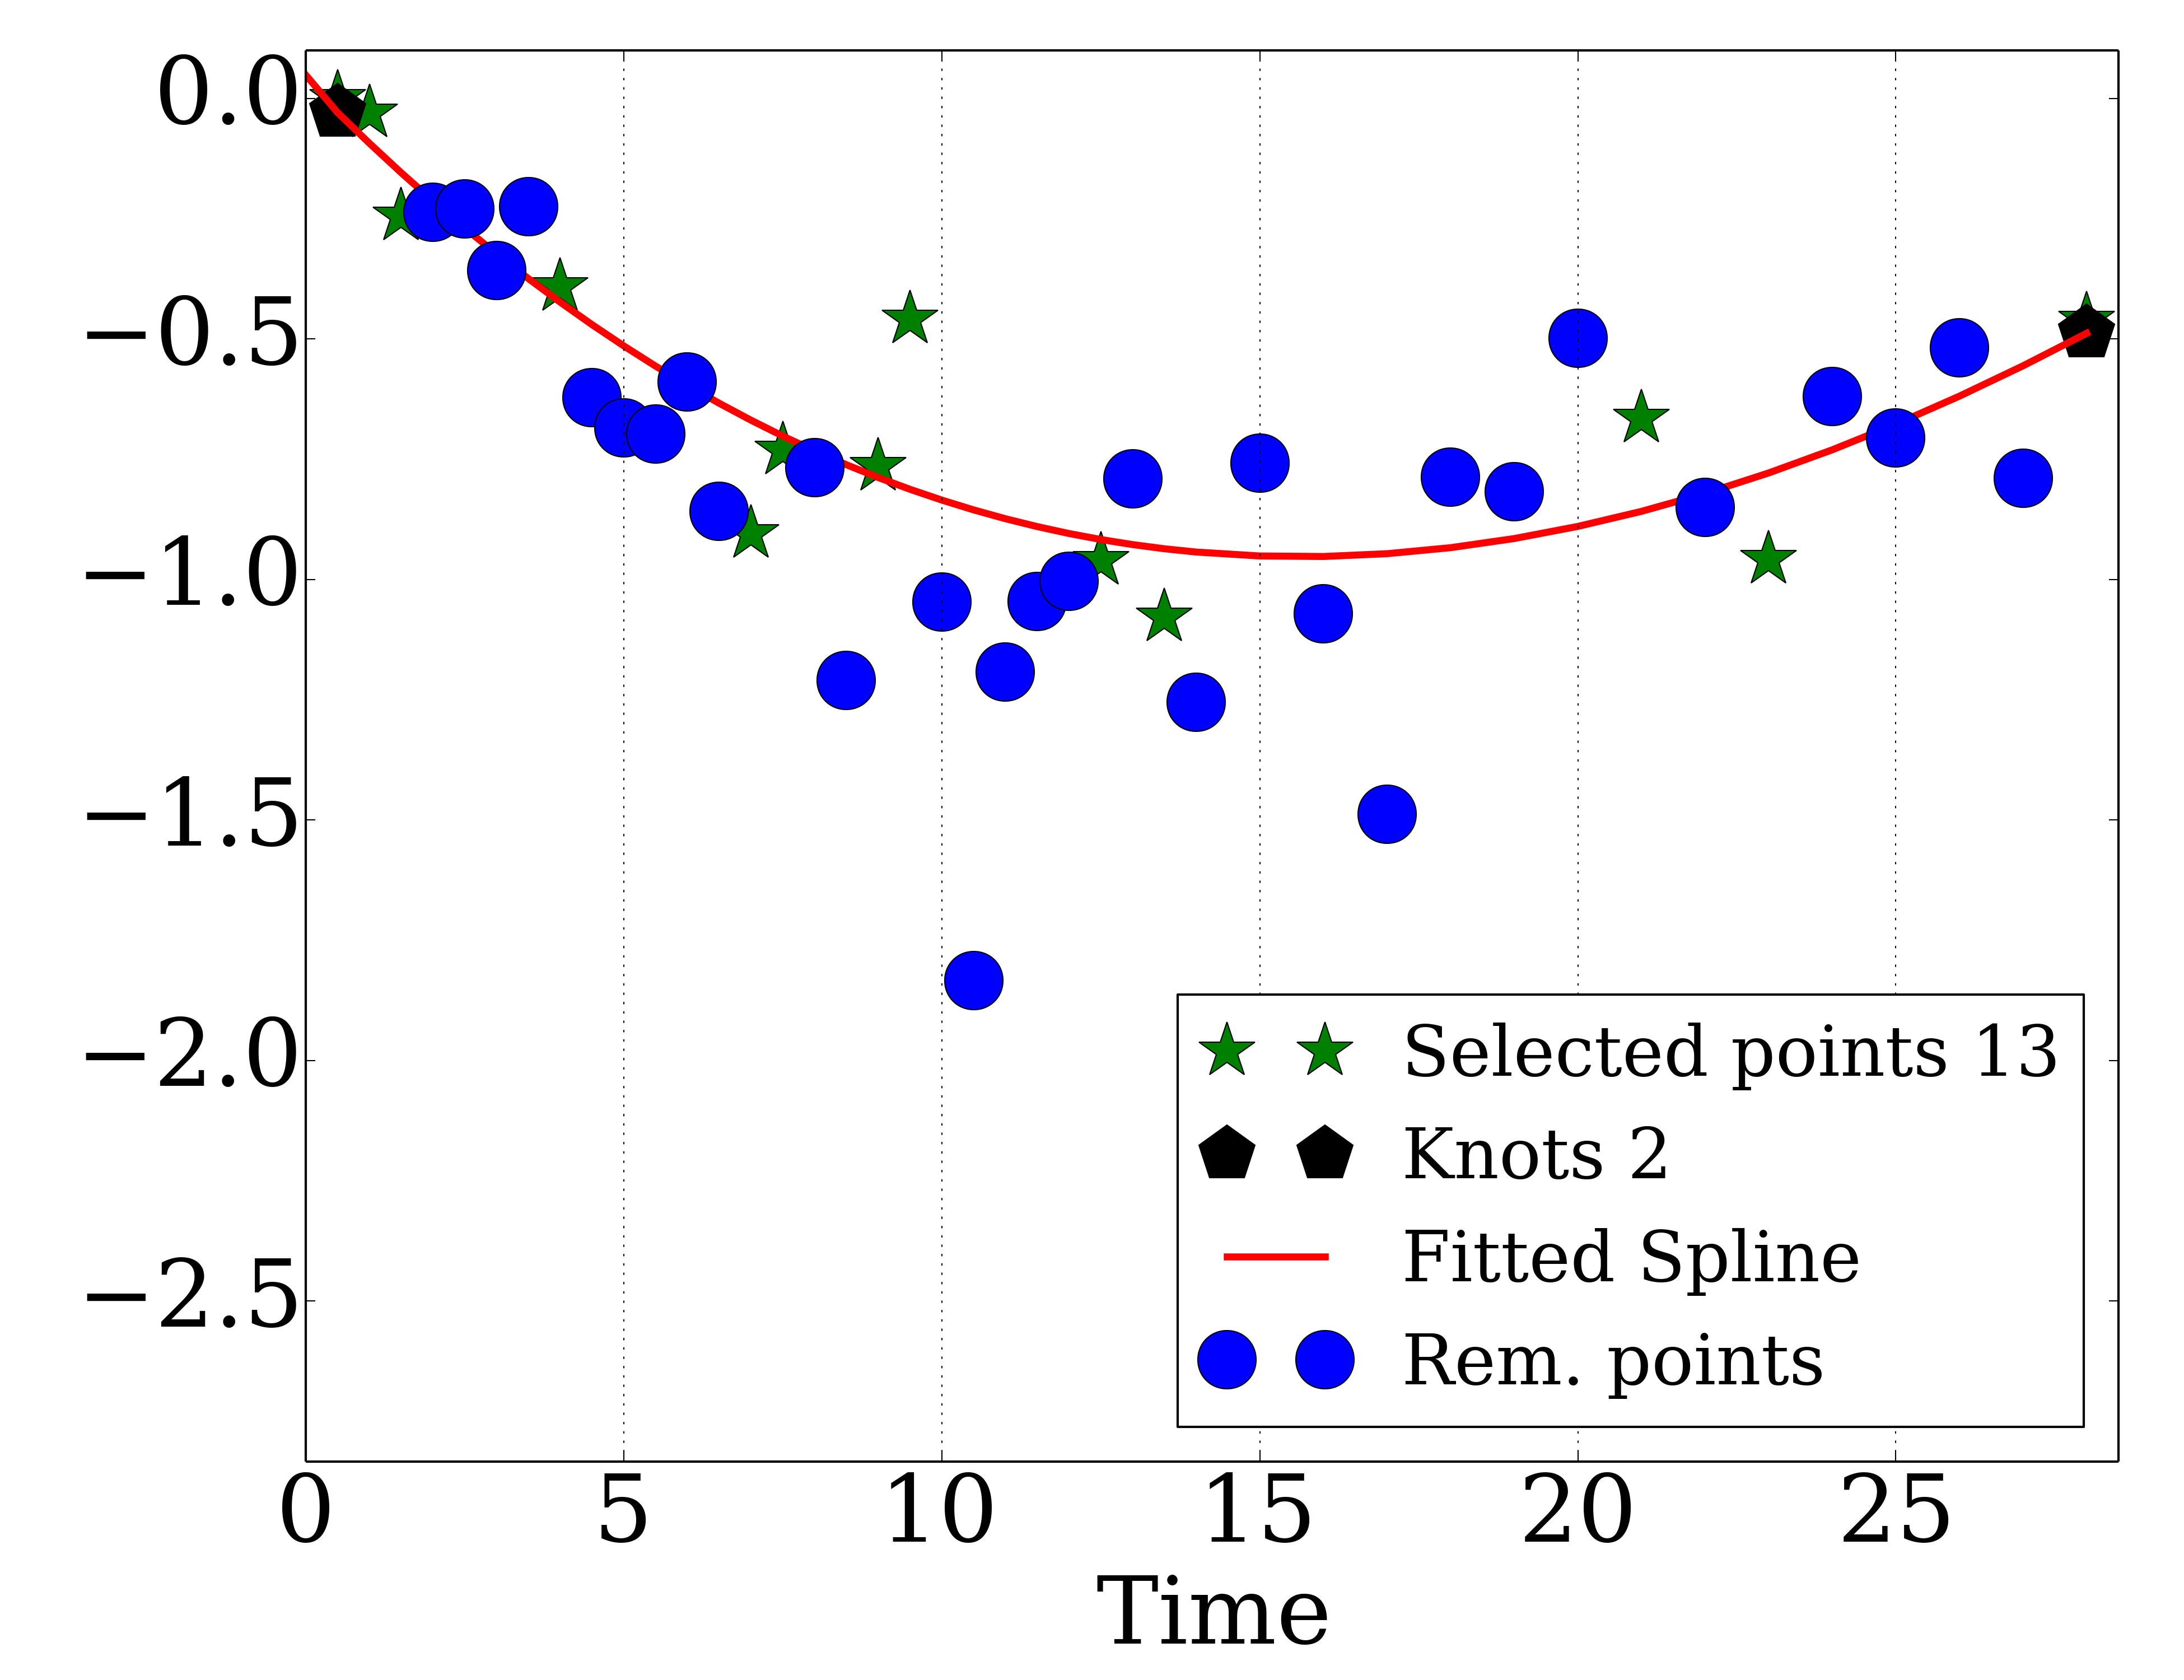 0.0
−0.5
−1.0
−1.5
−2.0
−2.5
Selected points 13
Knots 2
Fitted Spline
Rem. points
0 5 10 15 20 25
Time